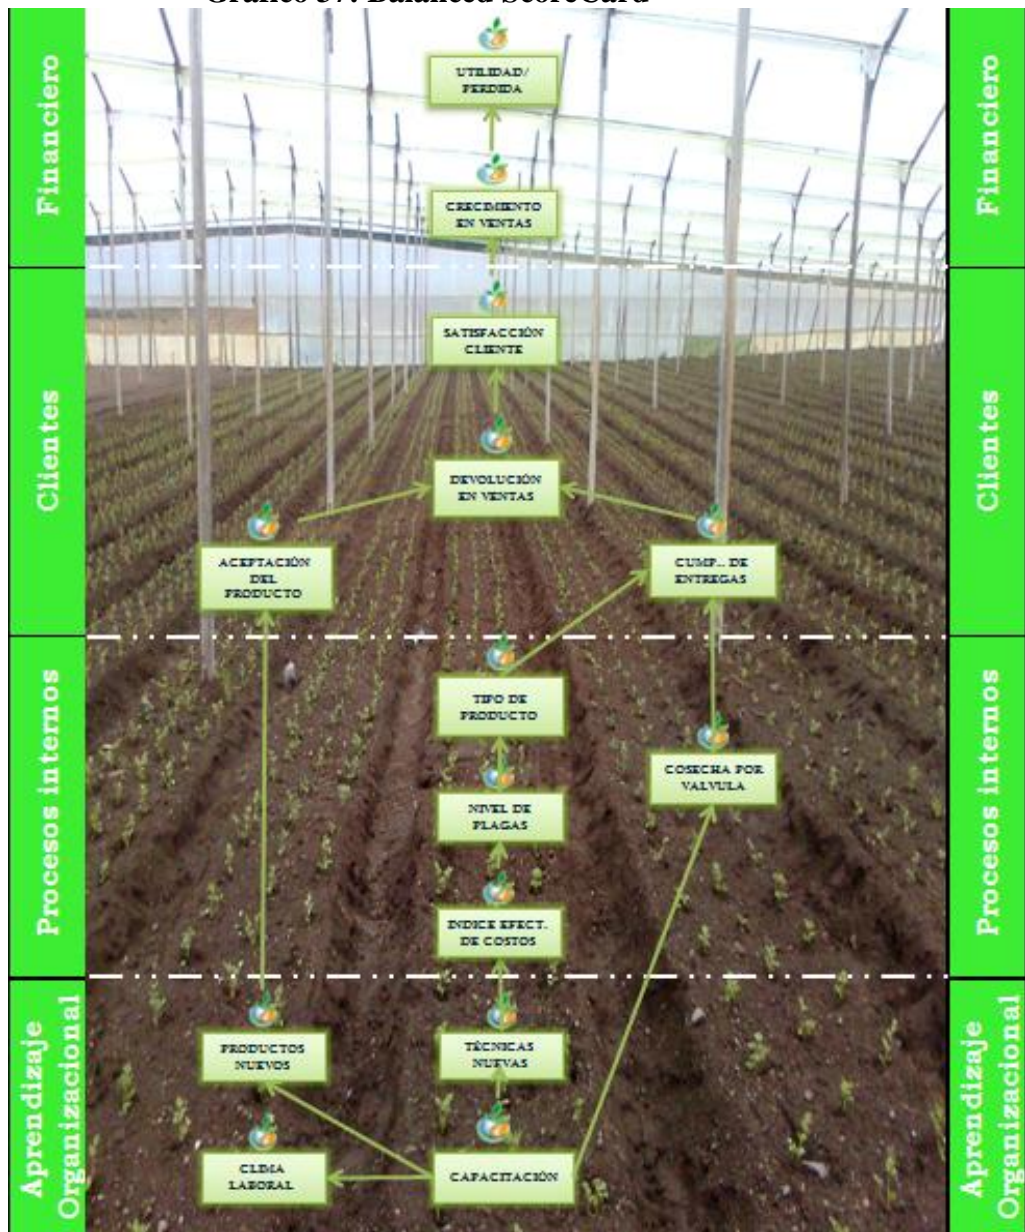 Gráfico 37. Balanced ScoreCard
Financiero
Financiero
UTILIDAD/
PERDIDA
CRECIMIENTO
EN VENTAS
Clientes
Clientes
SATISFACCIÓN
CLIENTE
DEVOLUCIÓN
EN VENTAS
ACEPTACIÓN
DEL
PRODUCTO
CUMP.. DE
ENTREGAS
Procesos internos
Procesos internos
TIPO DE
PRODUCTO
COSECHA POR
VALVULA
NIVEL DE
PLAGAS
INDICE EFECT.
DE COSTOS
Aprendizaje
Organizacional
Aprendizaje
Organizacional
PRODUCTOS
NUEVOS
TÉCNICAS
NUEVAS
CLIMA
LABORAL
CAPACITACIÓN